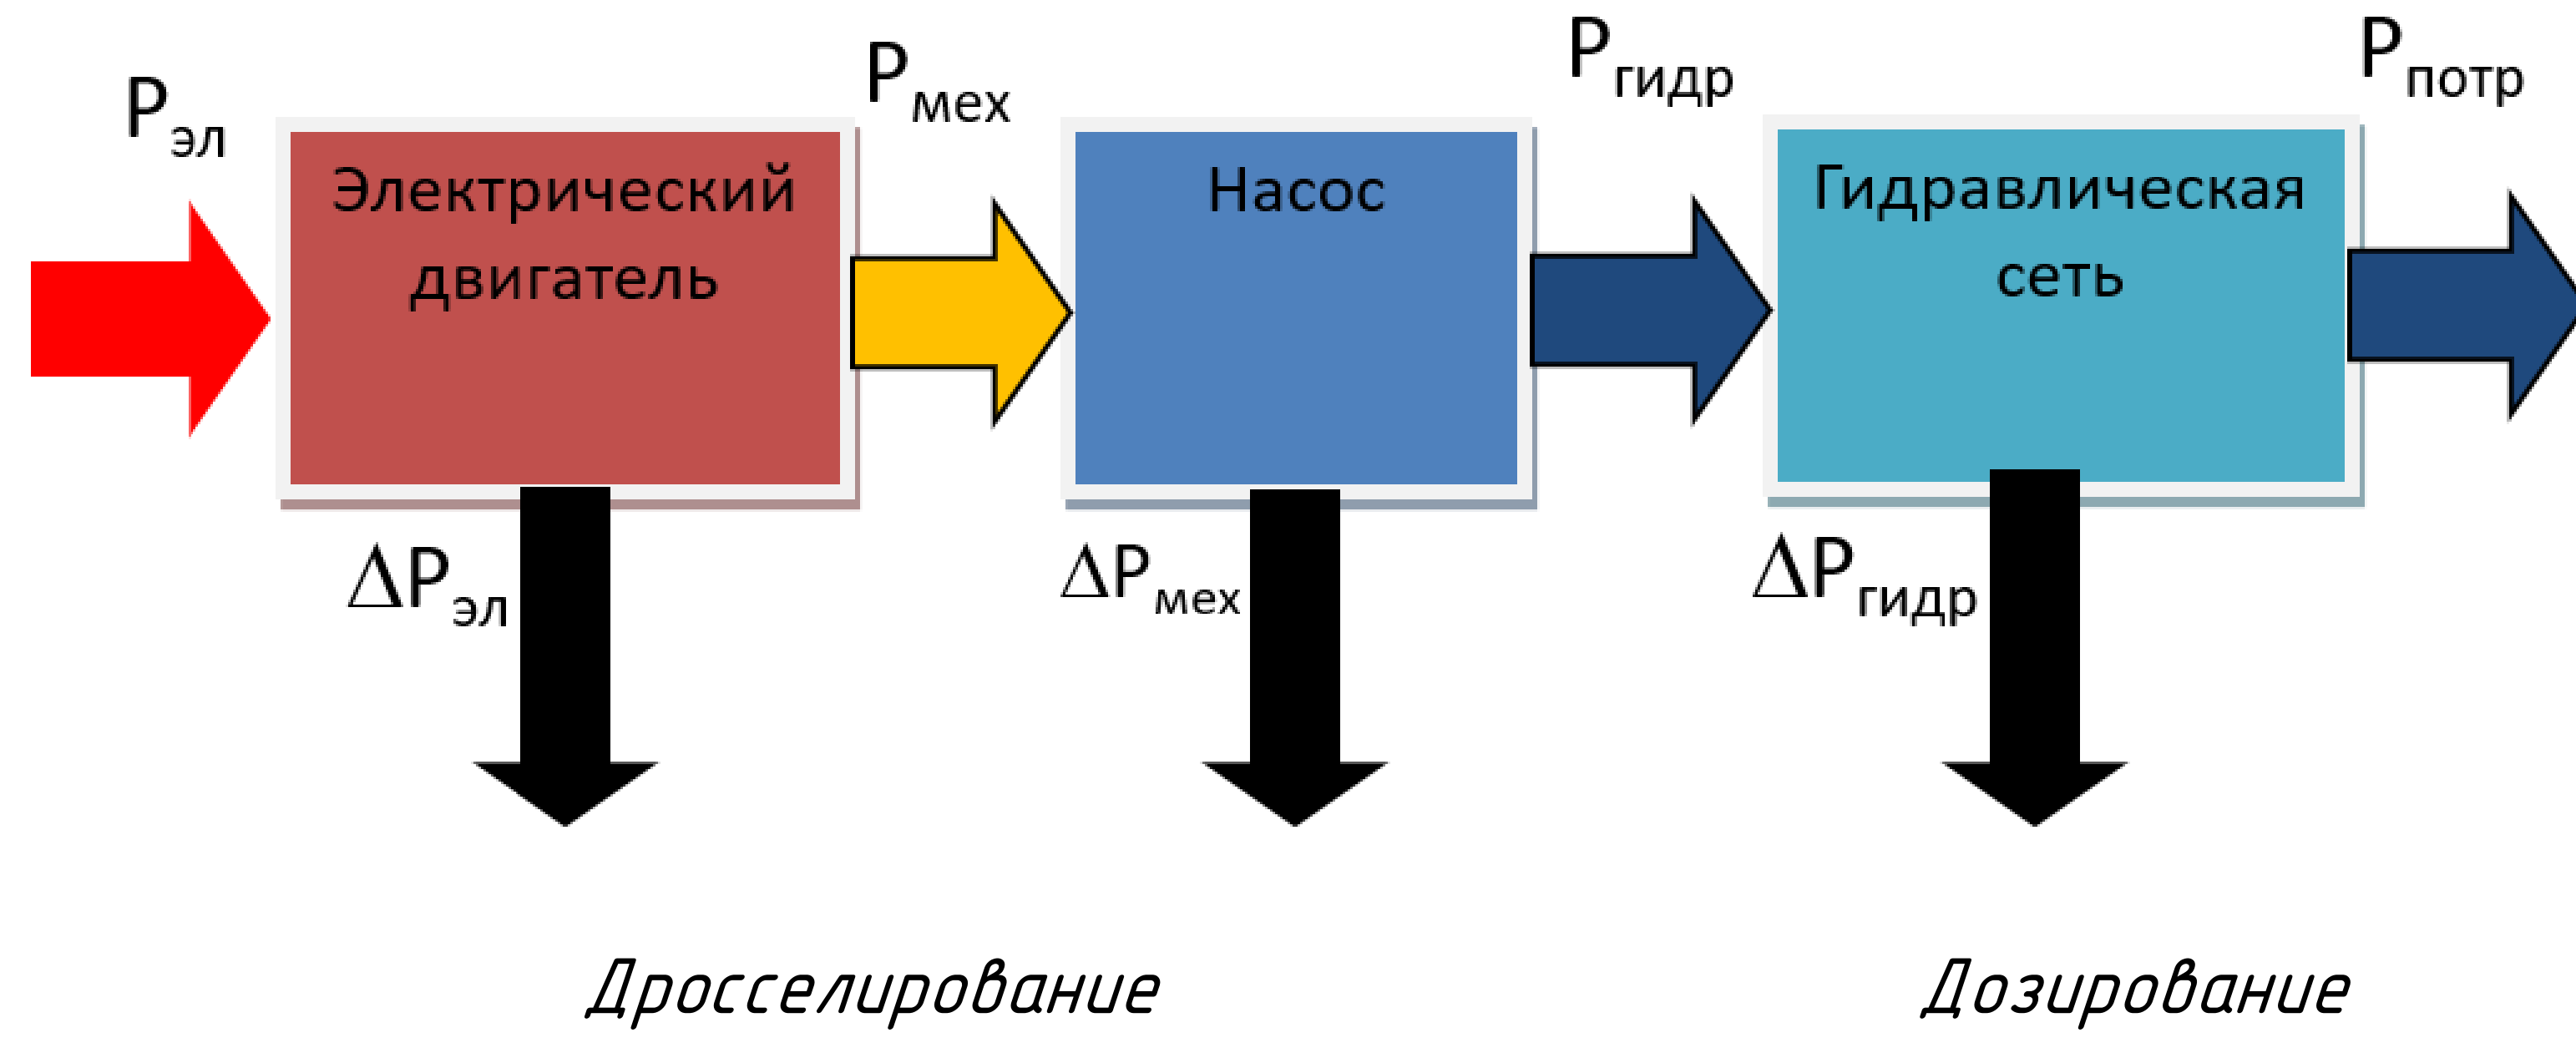 Pэл
Pмех
Pгидр
Pпотр
Электрический
двигатель
Насос
Гидравлическая
сеть
ΔPэл
ΔPмех
ΔPгидр
Дросселирование
Дозирование